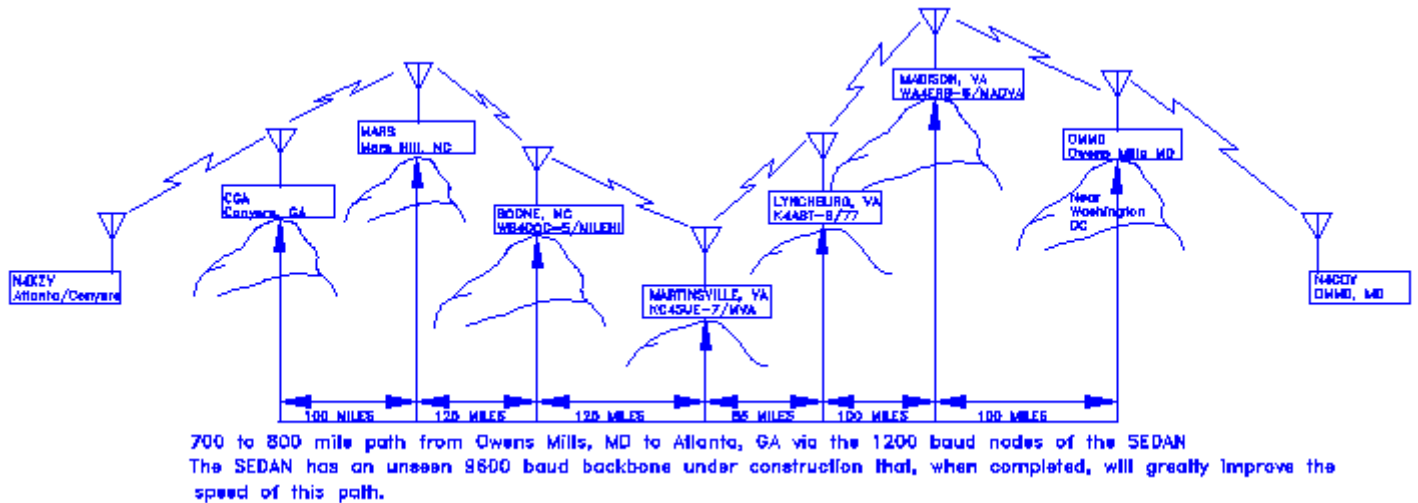 MADISON, VA
MARS
Mars Hill, NC
OMMD
Owens Mills MD
CGA
Conyers, GA
LYNCHBURG, VA
K4ABT-6/77
Near
Washington
DC
BOONE, NC
N4KZY
Atlanta/Conyers
MARTINSVILLE, VA
OMMD, MD
100 MILES
125 MILES
125 MILES
100 MILES
100 MILES
700 to 800 mile path from Owens Mills, MD to Atlanta, GA via the 1200 baud nodes of the SEDAN
The SEDAN has an unseen 9600 baud backbone under construction that, when completed, will greatly improve the
speed of this path.